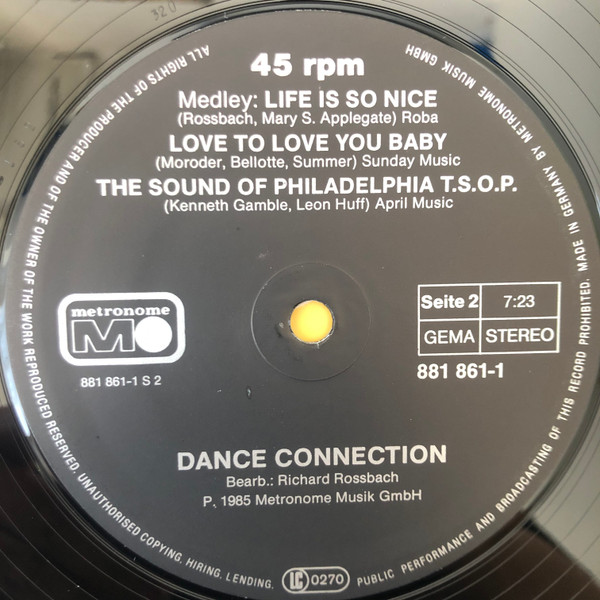 320
45 rpm
Medley: LIFE IS SO NICE
(Rossbach, Mary S. Applegate) Roba
LOVE TO LOVE YOU BABY
(Moroder, Bellotte, Summer) Sunday Music
THE SOUND OF PHILADELPHIA T.S.O.P.
(Kenneth Gamble, Leon Huff) April Music
metronome
M
881 861-1 S 2
Seite 2 7:23
GEMA STEREO
881 861-1
DANCE CONNECTION
Bearb.: Richard Rossbach
P. 1985 Metronome Musik GmbH
ALL RIGHTS OF THE PRODUCER AND OF THE OWNER OF THE WORK REPRODUCED RESERVED. UNAUTHORISED COPYING, HIRING, LENDING, LC 0270 PUBLIC PERFORMANCE AND BROADCASTING OF THIS RECORD PROHIBITED. MADE IN GERMANY BY METRONOME MUSIK GMBH